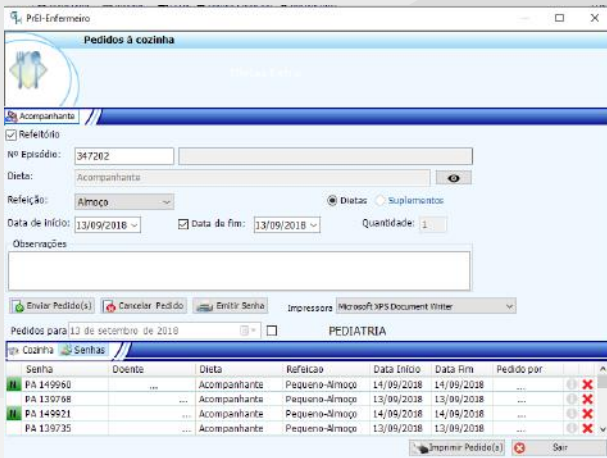 PrEI-Enfermeiro
Pedidos à cozinha
Acompanhante
Refeitório
Nº Episódio: 347202
Dieta: Acompanhante
Refeição: Almoço Dietas Suplementos
Data de início: 13/09/2018 Data de fim: 13/09/2018 Quantidade: 1
Observações
Enviar Pedido(s) Cancelar Pedido Emitir Senha Impressora Microsoft XPS Document Writer
Pedidos para 13 de setembro de 2018 PEDIATRIA
Cozinha Senhas
Senha Doente Dieta Refeicao Data Início Data Fim Pedido por
N PA 149960 ... Acompanhante Pequeno-Almoço 14/09/2018 14/09/2018 ...
PA 139768 ... Acompanhante Pequeno-Almoço 13/09/2018 13/09/2018 ...
N PA 149921 ... Acompanhante Pequeno-Almoço 14/09/2018 14/09/2018 ...
PA 139735 ... Acompanhante Pequeno-Almoço 13/09/2018 13/09/2018 ...
Imprimir Pedido(s) Sair